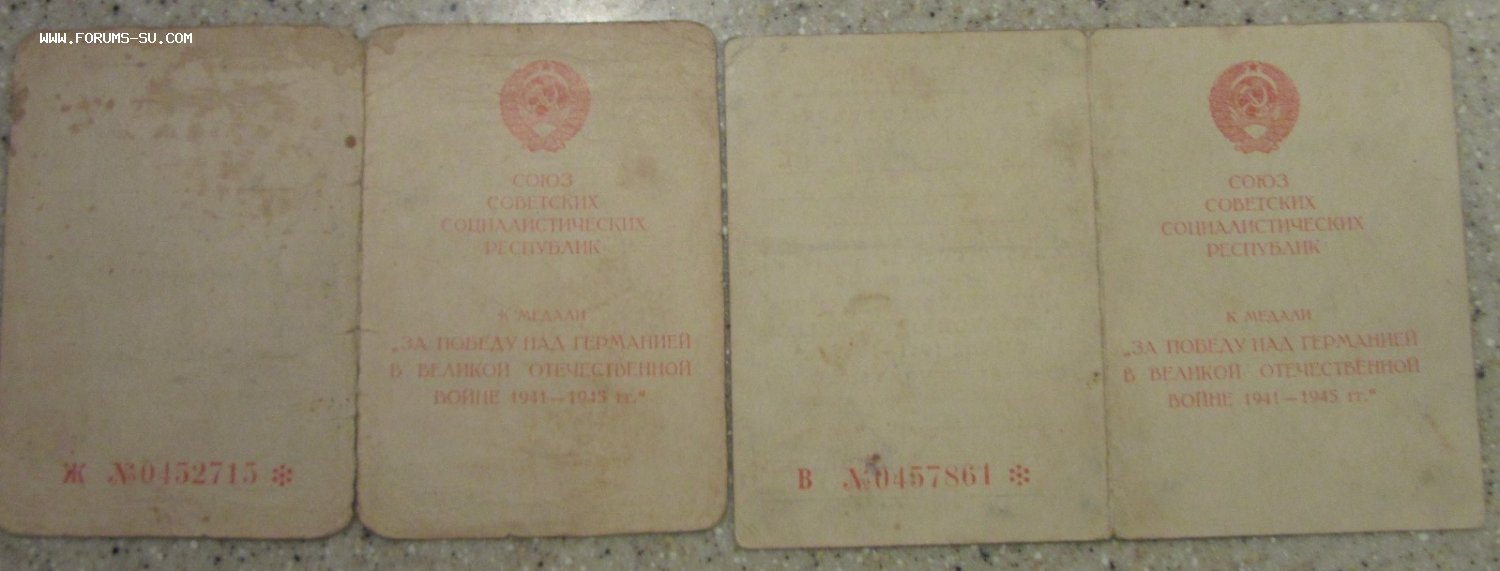 WWW.FORUMS-SU.COM
СОЮЗ
СОВЕТСКИХ
СОЦИАЛИСТИЧЕСКИХ
РЕСПУБЛИК
К МЕДАЛИ
„ЗА ПОБЕДУ НАД ГЕРМАНИЕЙ
В ВЕЛИКОЙ ОТЕЧЕСТВЕННОЙ
ВОЙНЕ 1941—1945 гг.“
Ж №0452715 *
СОЮЗ
СОВЕТСКИХ
СОЦИАЛИСТИЧЕСКИХ
РЕСПУБЛИК
К МЕДАЛИ
„ЗА ПОБЕДУ НАД ГЕРМАНИЕЙ
В ВЕЛИКОЙ ОТЕЧЕСТВЕННОЙ
ВОЙНЕ 1941—1945 гг.“
В №0457861 *